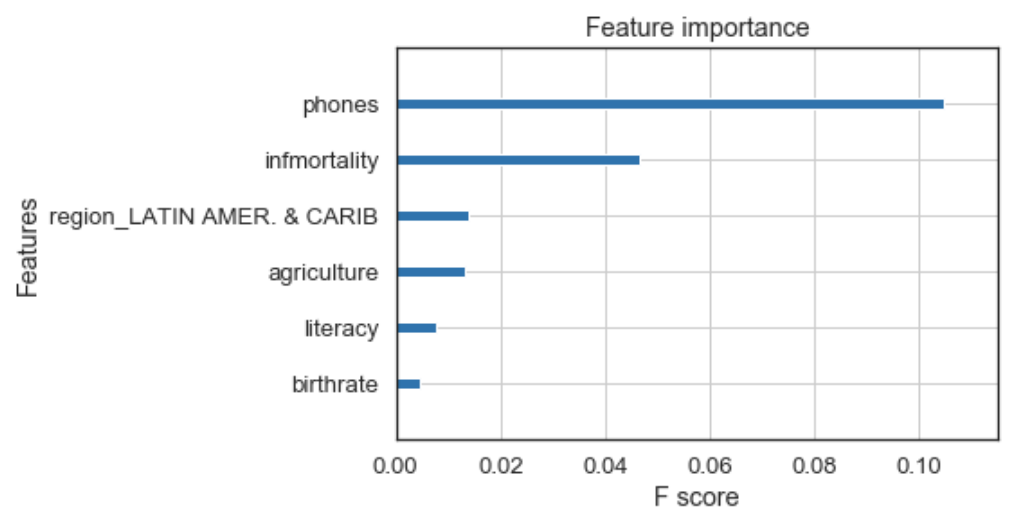 Feature importance
Features
phones
infmortality
region_LATIN AMER. & CARIB
agriculture
literacy
birthrate
0.00 0.02 0.04 0.06 0.08 0.10
F score